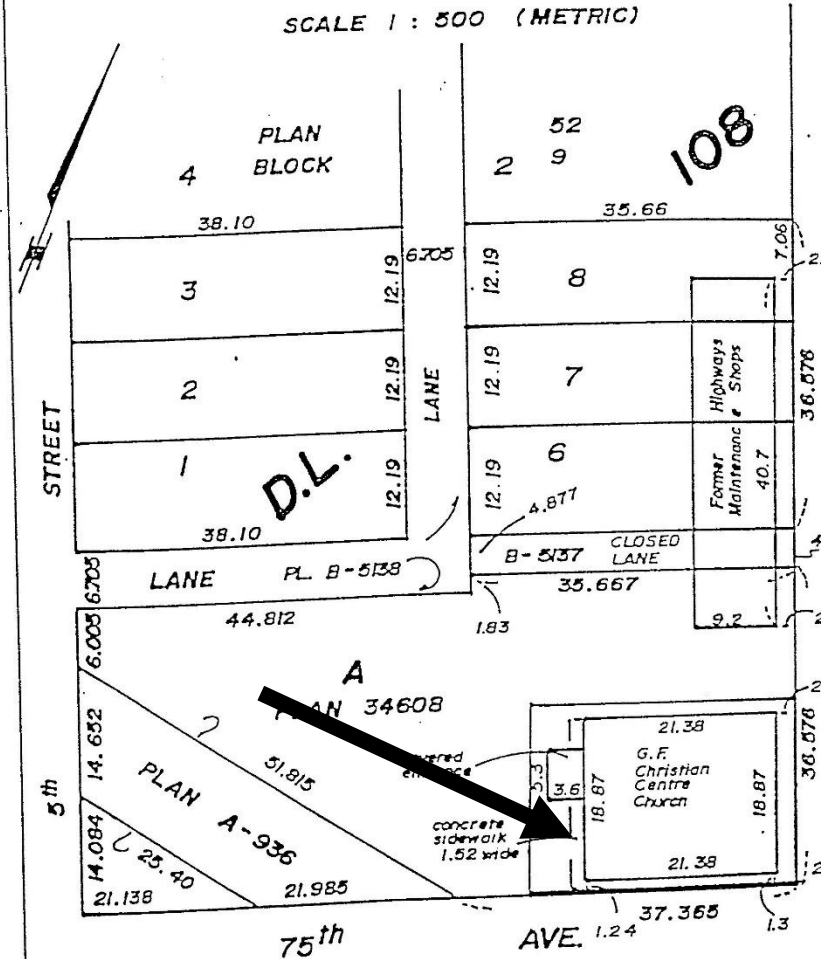 SCALE 1 : 500 (METRIC)
PLAN
BLOCK
4
52
2 9
108
38.10
35.66
6.705
7.06
3
12.19
12.19
8
2
12.19
LANE
12.19
7
Former Highways
Maintenance Shops
40.7
36.576
STREET
1
D.L.
12.19
12.19
6
4.877
38.10
B-5137
CLOSED
LANE
6.705
LANE
PL. B-5138
35.667
44.812
1.83
9.2
6.005
A
PLAN 34608
14.652
51.815
PLAN A-936
21.38
G.F.
Christian
Centre
Church
5.3
3.6
18.87
18.87
36.576
5th
concrete
sidewalk
1.52 wide
14.084
25.40
21.38
21.138
21.985
37.365
75th
AVE.
1.24
1.3